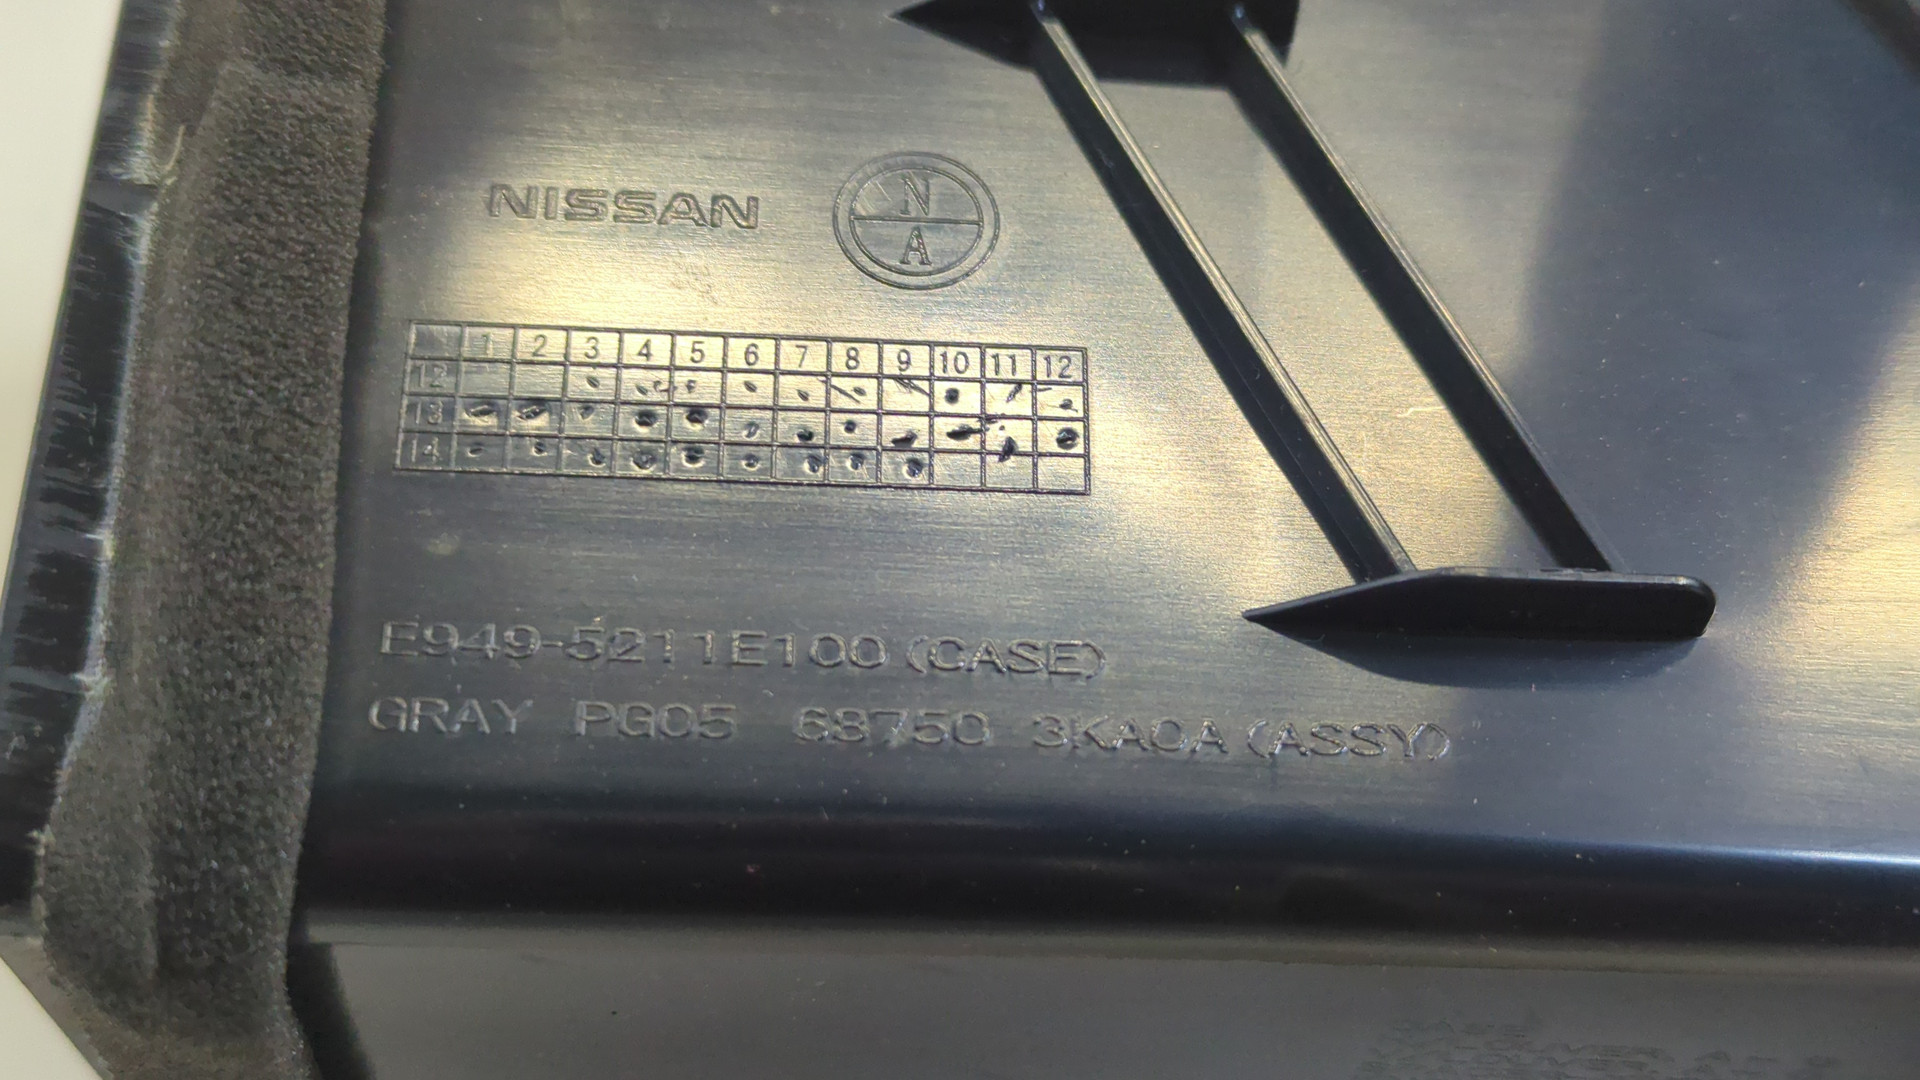 NISSAN
N
A
1 2 3 4 5 6 7 8 9 10 11 12
12
13
14
E949-5211E100 (CASE)
GRAY PG05 68750 3KA0A (ASSY)